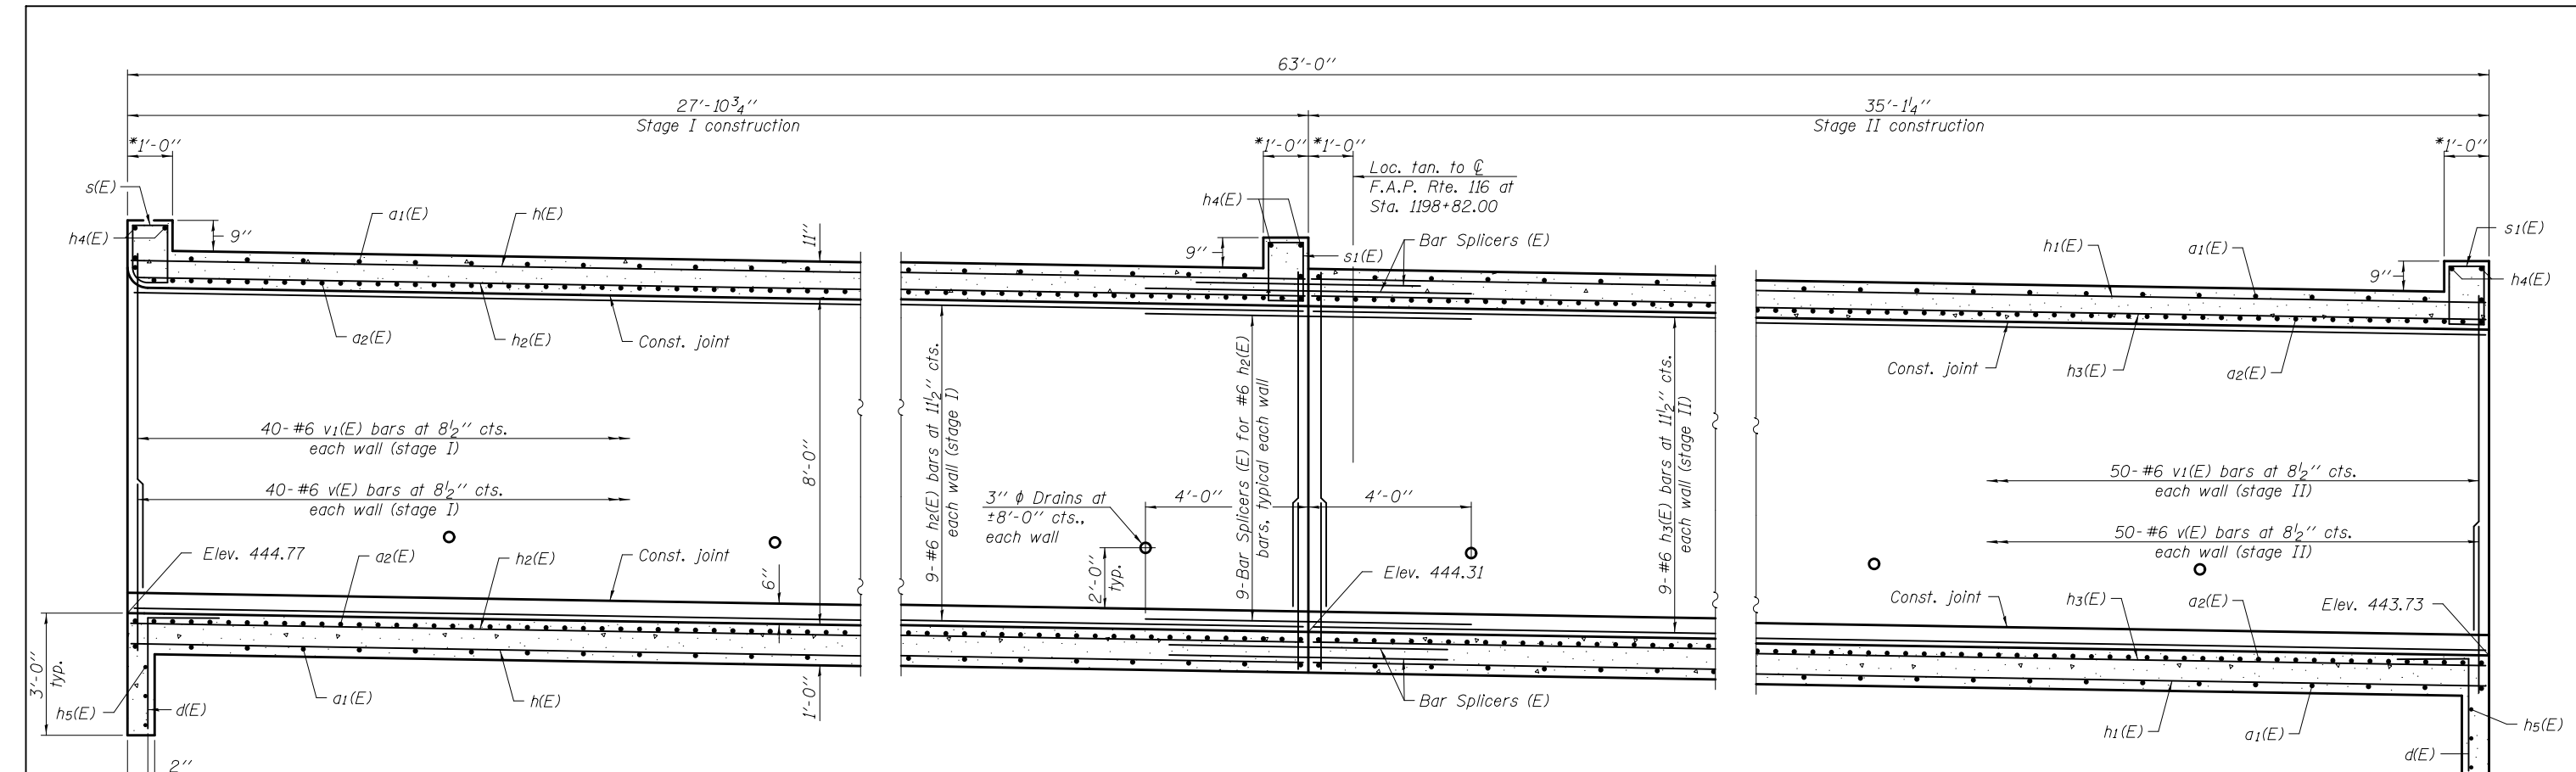 63'-0"
27'-10¾"
Stage I construction
35'-1¼"
Stage II construction
*1'-0"
*1'-0"
*1'-0"
*1'-0"
Loc. tan. to ℄
F.A.P. Rte. 116 at
Sta. 1198+82.00
s(E)
h4(E)
9"
a1(E)
h(E)
11"
h4(E)
9"
s1(E)
Bar Splicers (E)
h1(E)
a1(E)
9"
s1(E)
h4(E)
a2(E)
h2(E)
Const. joint
Const. joint
h3(E)
a2(E)
40-#6 v1(E) bars at 8½" cts.
each wall (stage I)
40-#6 v(E) bars at 8½" cts.
each wall (stage I)
8'-0"
9-#6 h2(E) bars at 11½" cts.
each wall (stage I)
3" ϕ Drains at
±8'-0" cts.,
each wall
4'-0"
4'-0"
2'-0"
typ.
9-Bar Splicers (E) for #6 h2(E)
bars, typical each wall
9-#6 h3(E) bars at 11½" cts.
each wall (stage II)
50-#6 v1(E) bars at 8½" cts.
each wall (stage II)
50-#6 v(E) bars at 8½" cts.
each wall (stage II)
Elev. 444.77
a2(E)
h2(E)
Const. joint
6"
Elev. 444.31
Const. joint
h3(E)
a2(E)
Elev. 443.73
3'-0"
typ.
h5(E)
d(E)
a1(E)
h(E)
1'-0"
Bar Splicers (E)
h1(E)
a1(E)
h5(E)
d(E)
2"